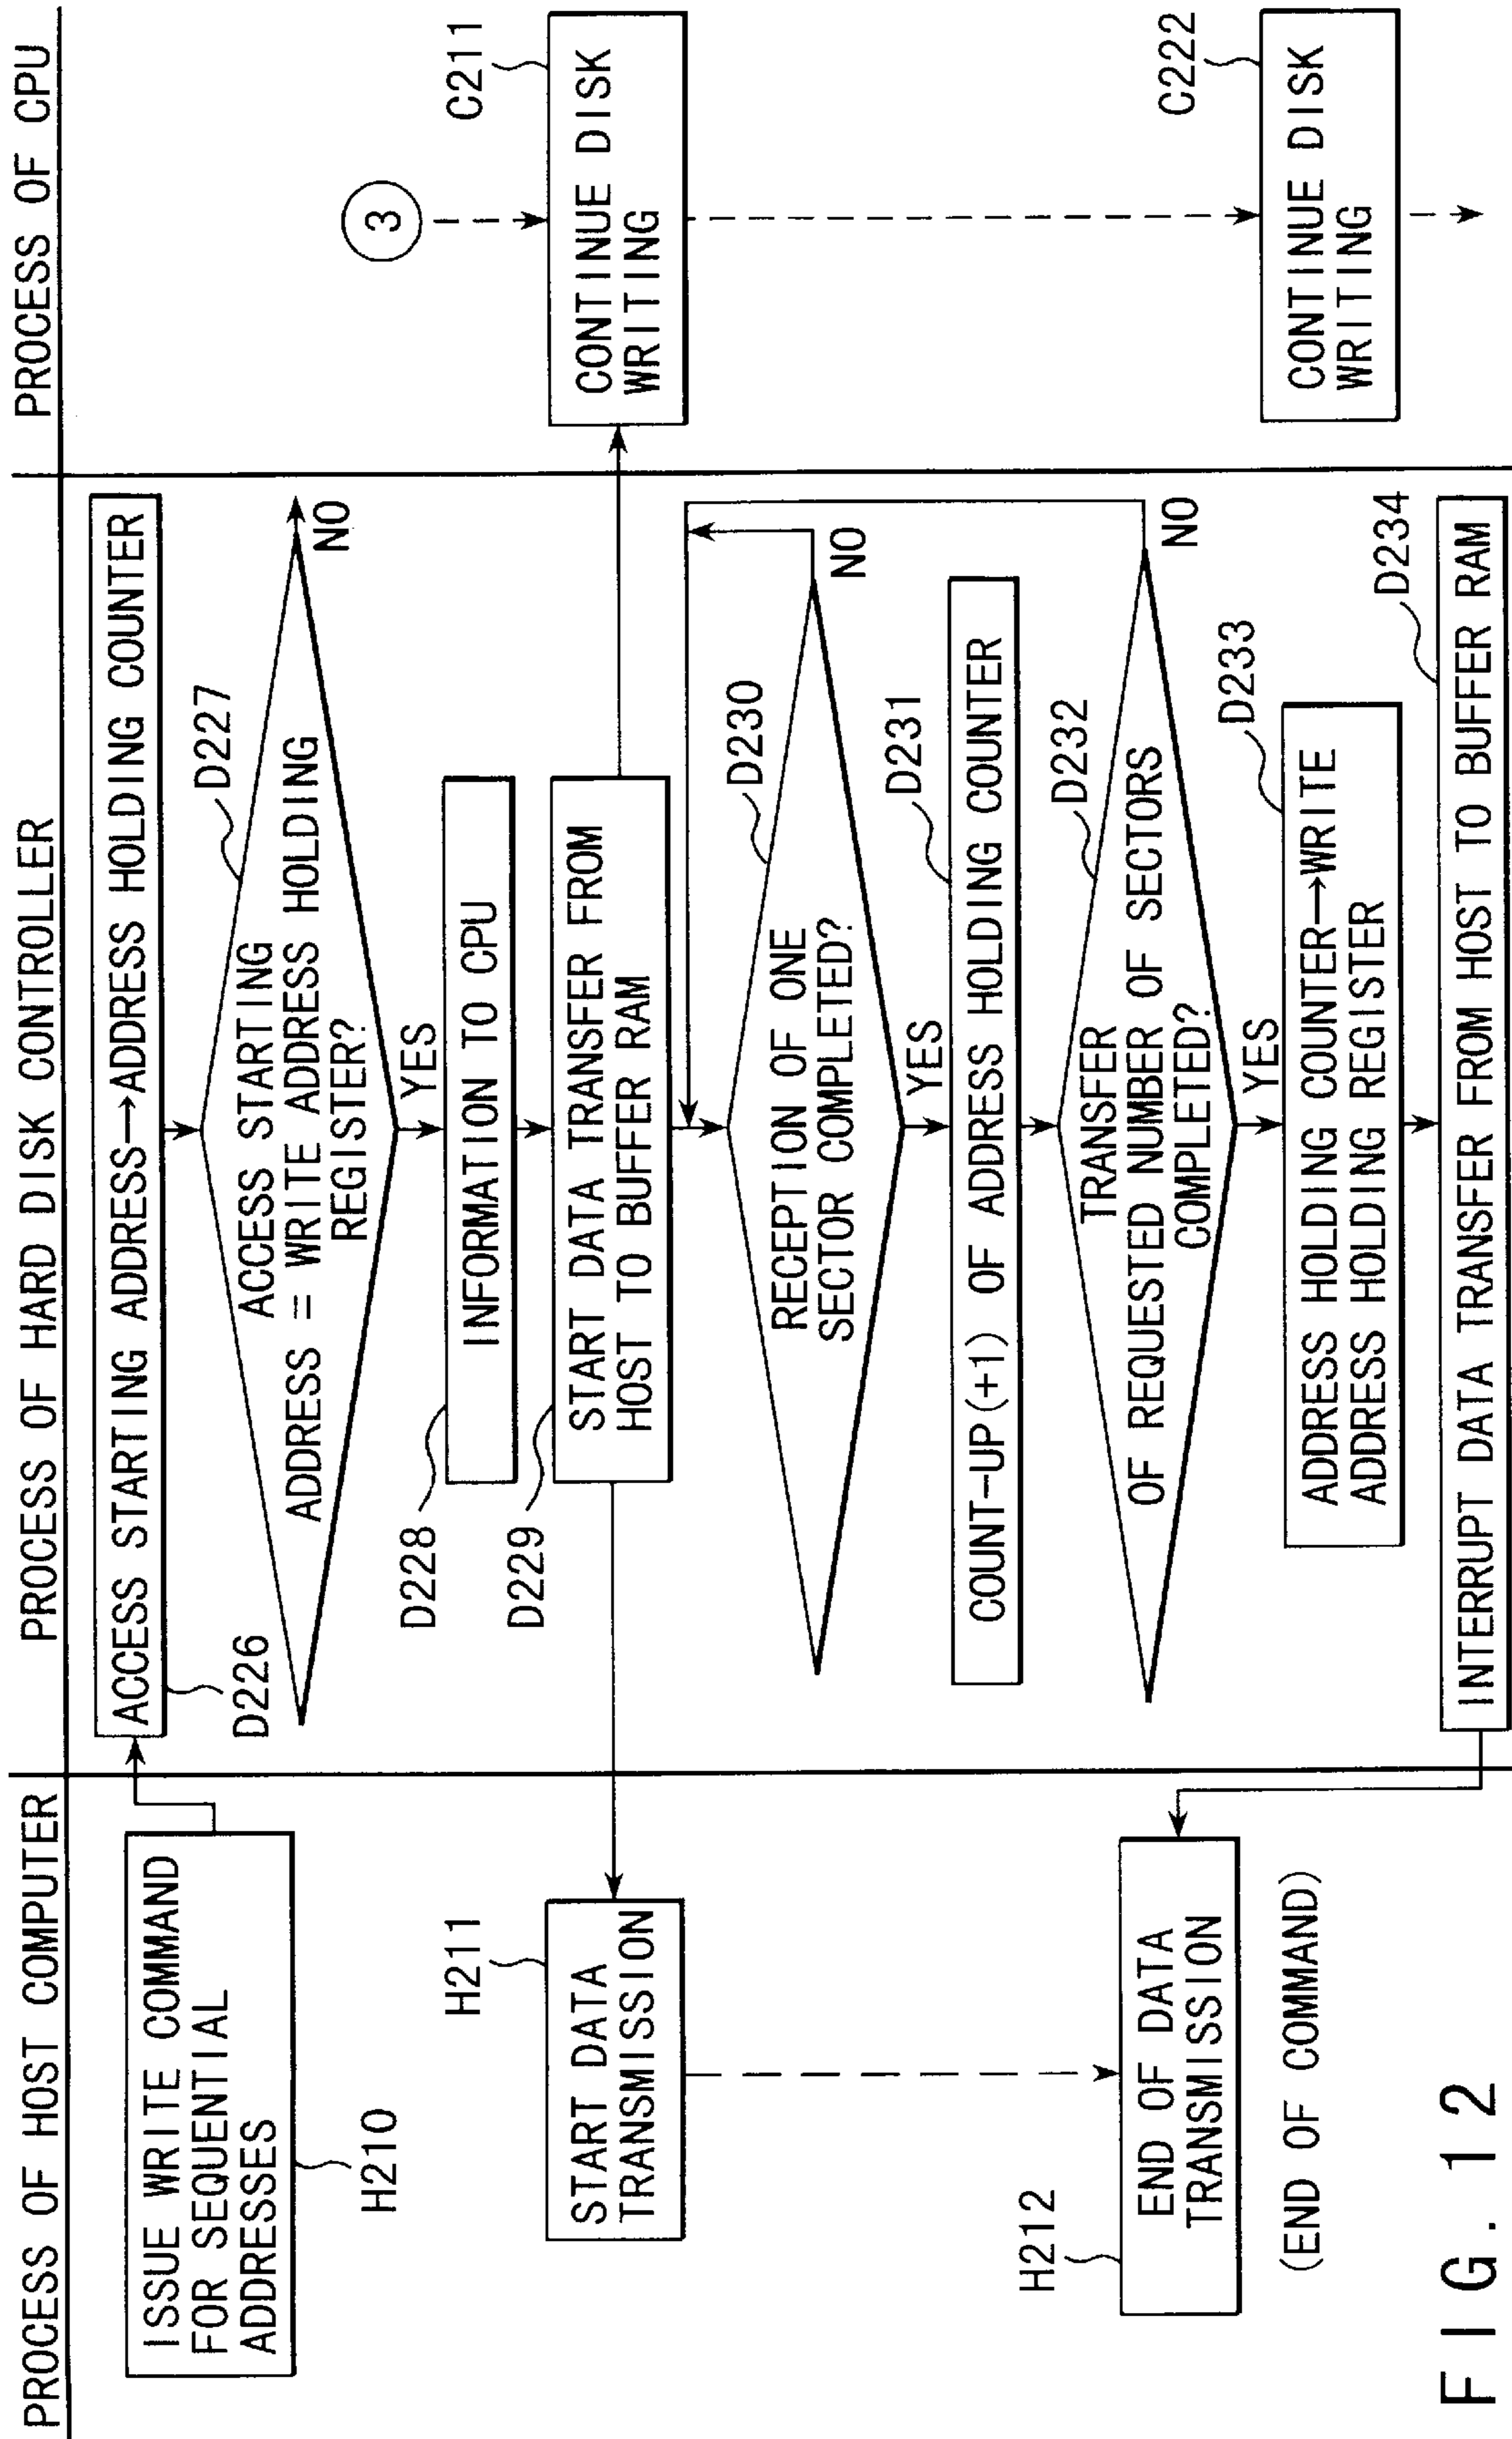 PROCESS OF HOST COMPUTER
ISSUE WRITE COMMAND
FOR SEQUENTIAL
ADDRESSES
H210
H211
START DATA
TRANSMISSION
H212
END OF DATA
TRANSMISSION
(END OF COMMAND)
PROCESS OF HARD DISK CONTROLLER
ACCESS STARTING ADDRESS→ADDRESS HOLDING COUNTER
D226
D227
ACCESS STARTING
ADDRESS = WRITE ADDRESS HOLDING
REGISTER?
NO
YES
D228
INFORMATION TO CPU
D229
START DATA TRANSFER FROM
HOST TO BUFFER RAM
D230
RECEPTION OF ONE
SECTOR COMPLETED?
NO
YES
D231
COUNT-UP(+1) OF ADDRESS HOLDING COUNTER
D232
TRANSFER
OF REQUESTED NUMBER OF SECTORS
COMPLETED?
NO
YES
D233
ADDRESS HOLDING COUNTER→WRITE
ADDRESS HOLDING REGISTER
D234
INTERRUPT DATA TRANSFER FROM HOST TO BUFFER RAM
PROCESS OF CPU
3
C211
CONTINUE DISK
WRITING
C222
CONTINUE DISK
WRITING
FIG. 12